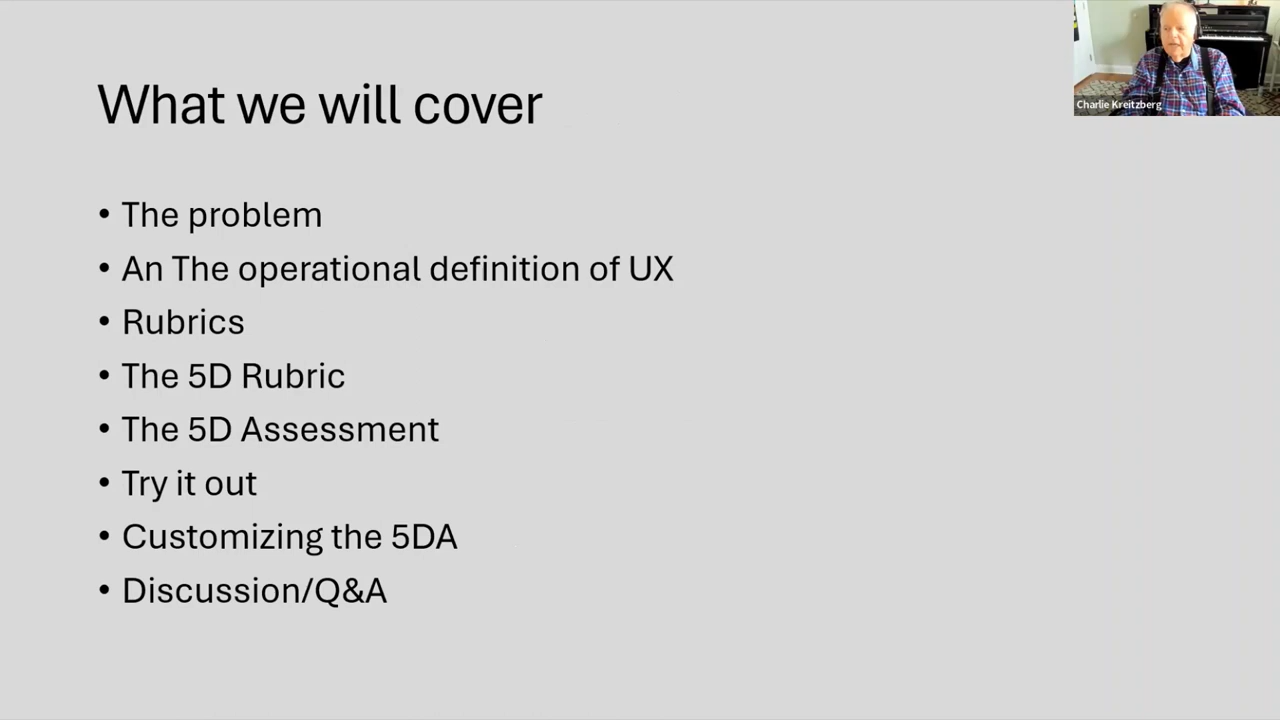 What we will cover
• The problem
• An The operational definition of UX
• Rubrics
• The 5D Rubric
• The 5D Assessment
• Try it out
• Customizing the 5DA
• Discussion/Q&A
Charlie Kreitzberg